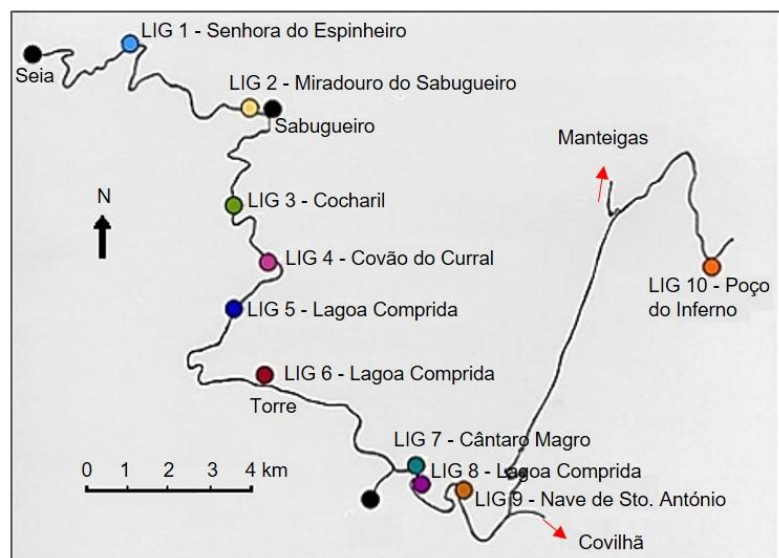 LIG 1 - Senhora do Espinheiro
Seia
LIG 2 - Miradouro do Sabugueiro
Sabugueiro
Manteigas
N
LIG 3 - Cocharil
LIG 4 - Covão do Curral
LIG 10 - Poço
do Inferno
LIG 5 - Lagoa Comprida
LIG 6 - Lagoa Comprida
Torre
LIG 7 - Cântaro Magro
0 1 2 4 km
LIG 8 - Lagoa Comprida
LIG 9 - Nave de Sto. António
Covilhã